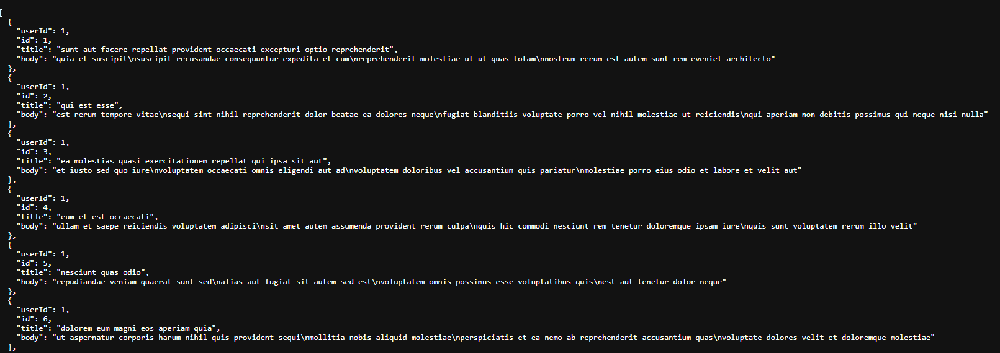 [
  {
    "userId": 1,
    "id": 1,
    "title": "sunt aut facere repellat provident occaecati excepturi optio reprehenderit",
    "body": "quia et suscipit\nsuscipit recusandae consequuntur expedita et cum\nreprehenderit molestiae ut ut quas totam\nnostrum rerum est autem sunt rem eveniet architecto"
  },
  {
    "userId": 1,
    "id": 2,
    "title": "qui est esse",
    "body": "est rerum tempore vitae\nsequi sint nihil reprehenderit dolor beatae ea dolores neque\nfugiat blanditiis voluptate porro vel nihil molestiae ut reiciendis\nqui aperiam non debitis possimus qui neque nisi nulla"
  },
  {
    "userId": 1,
    "id": 3,
    "title": "ea molestias quasi exercitationem repellat qui ipsa sit aut",
    "body": "et iusto sed quo iure\nvoluptatem occaecati omnis eligendi aut ad\nvoluptatem doloribus vel accusantium quis pariatur\nmolestiae porro eius odio et labore et velit aut"
  },
  {
    "userId": 1,
    "id": 4,
    "title": "eum et est occaecati",
    "body": "ullam et saepe reiciendis voluptatem adipisci\nsit amet autem assumenda provident rerum culpa\nquis hic commodi nesciunt rem tenetur doloremque ipsam iure\nquis sunt voluptatem rerum illo velit"
  },
  {
    "userId": 1,
    "id": 5,
    "title": "nesciunt quas odio",
    "body": "repudiandae veniam quaerat sunt sed\nalias aut fugiat sit autem sed est\nvoluptatem omnis possimus esse voluptatibus quis\nest aut tenetur dolor neque"
  },
  {
    "userId": 1,
    "id": 6,
    "title": "dolorem eum magni eos aperiam quia",
    "body": "ut aspernatur corporis harum nihil quis provident sequi\nmollitia nobis aliquid molestiae\nperspiciatis et ea nemo ab reprehenderit accusantium quas\nvoluptate dolores velit et doloremque molestiae"
  },